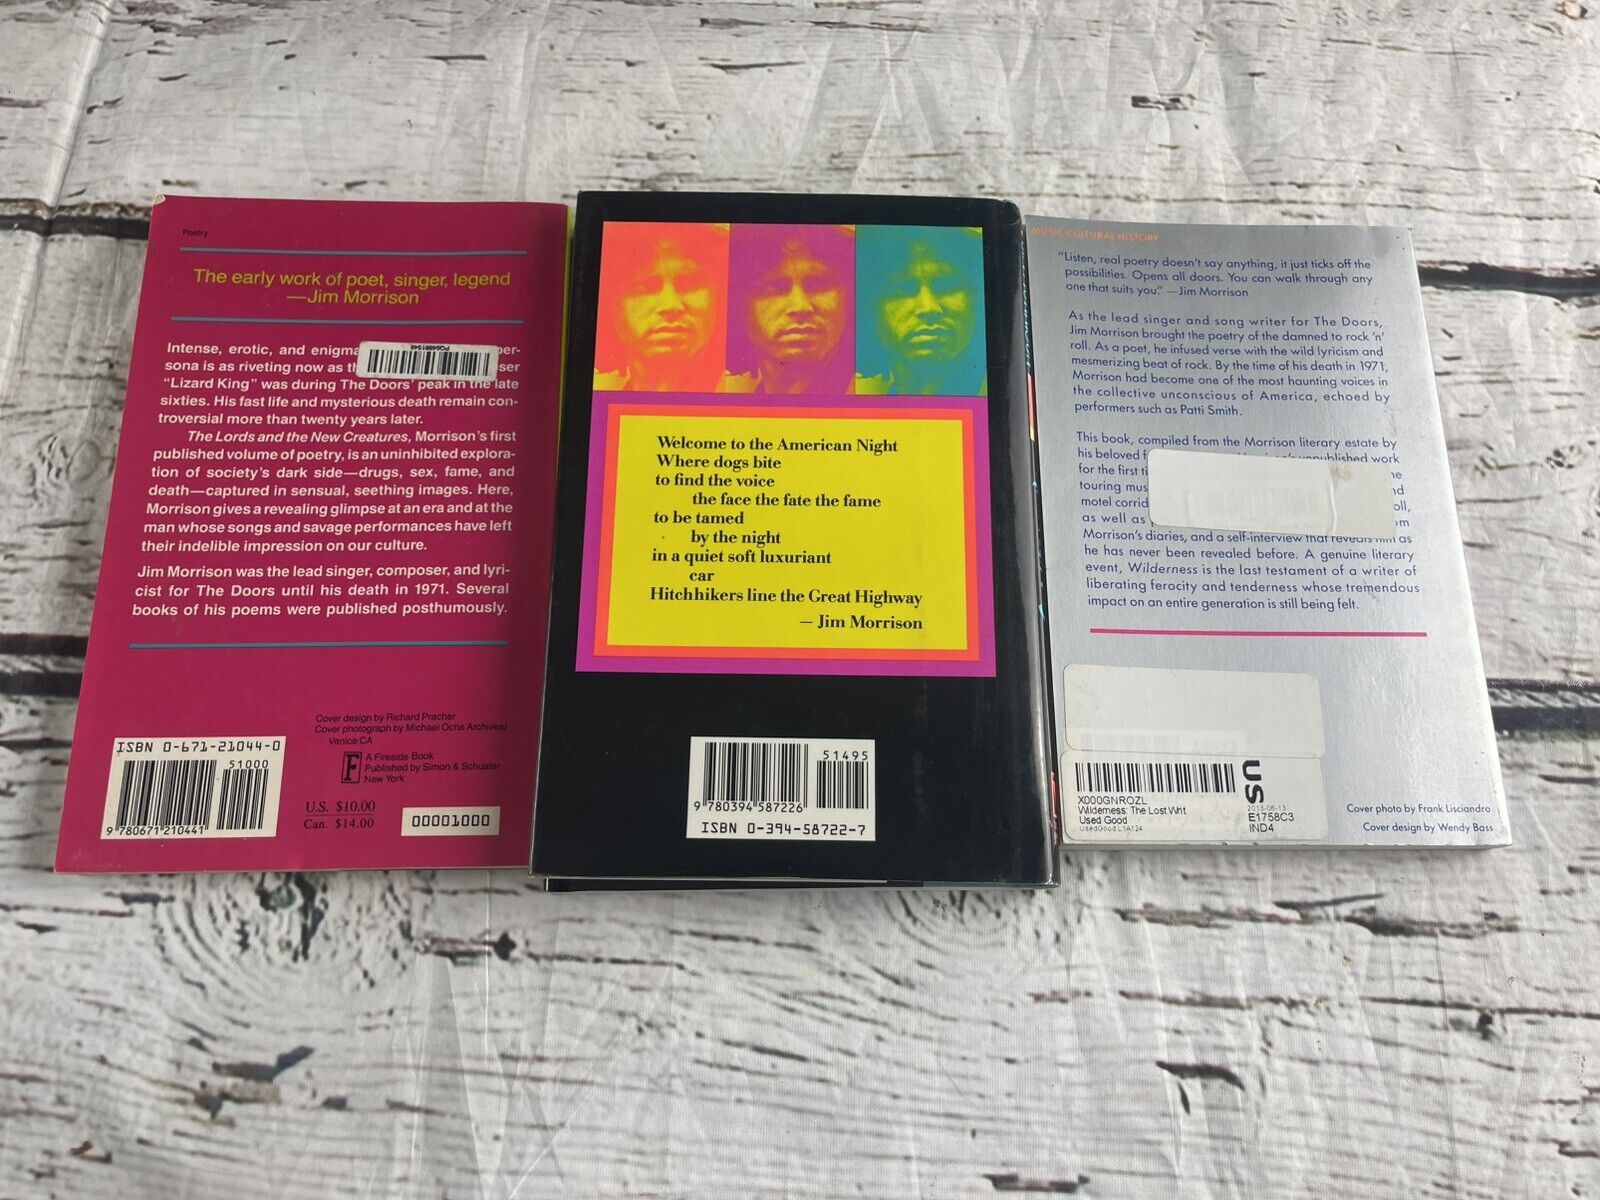 Poetry
The early work of poet, singer, legend
—Jim Morrison
Intense, erotic, and enigma per-
sona is as riveting now as th ser
"Lizard King" was during The Doors' peak in the late
sixties. His fast life and mysterious death remain con-
troversial more than twenty years later.
The Lords and the New Creatures, Morrison's first
published volume of poetry, is an uninhibited explora-
tion of society's dark side—drugs, sex, fame, and
death—captured in sensual, seething images. Here,
Morrison gives a revealing glimpse at an era and at the
man whose songs and savage performances have left
their indelible impression on our culture.
Jim Morrison was the lead singer, composer, and lyri-
cist for The Doors until his death in 1971. Several
books of his poems were published posthumously.
Cover design by Richard Pracher
Cover photograph by Michael Ochs Archives/
Venice CA
F
A Fireside Book
Published by Simon & Schuster
New York
ISBN 0-671-21044-0
51000
9 780671 210441
U.S. $10.00
Can. $14.00
00001000
Welcome to the American Night
Where dogs bite
to find the voice
the face the fate the fame
to be tamed
by the night
in a quiet soft luxuriant
car
Hitchhikers line the Great Highway
— Jim Morrison
51495
9 780394 587226
ISBN 0-394-58722-7
MUSIC/CULTURAL HISTORY
"Listen, real poetry doesn't say anything, it just ticks off the
possibilities. Opens all doors. You can walk through any
one that suits you." —Jim Morrison
As the lead singer and song writer for The Doors,
Jim Morrison brought the poetry of the damned to rock 'n'
roll. As a poet, he infused verse with the wild lyricism and
mesmerizing beat of rock. By the time of his death in 1971,
Morrison had become one of the most haunting voices in
the collective unconscious of America, echoed by
performers such as Patti Smith.
This book, compiled from the Morrison literary estate by
his beloved f unpublished work
for the first ti ne
touring mus nd
motel corrid oll,
as well as om
Morrison's diaries, and a self-interview that reveals him as
he has never been revealed before. A genuine literary
event, Wilderness is the last testament of a writer of
liberating ferocity and tenderness whose tremendous
impact on an entire generation is still being felt.
X000GNROZL
Wilderness: The Lost Writ
Used Good
UsedGood L1A124
us
2013-06-13
E1758C3
IND4
Cover photo by Frank Lisciandro
Cover design by Wendy Bass